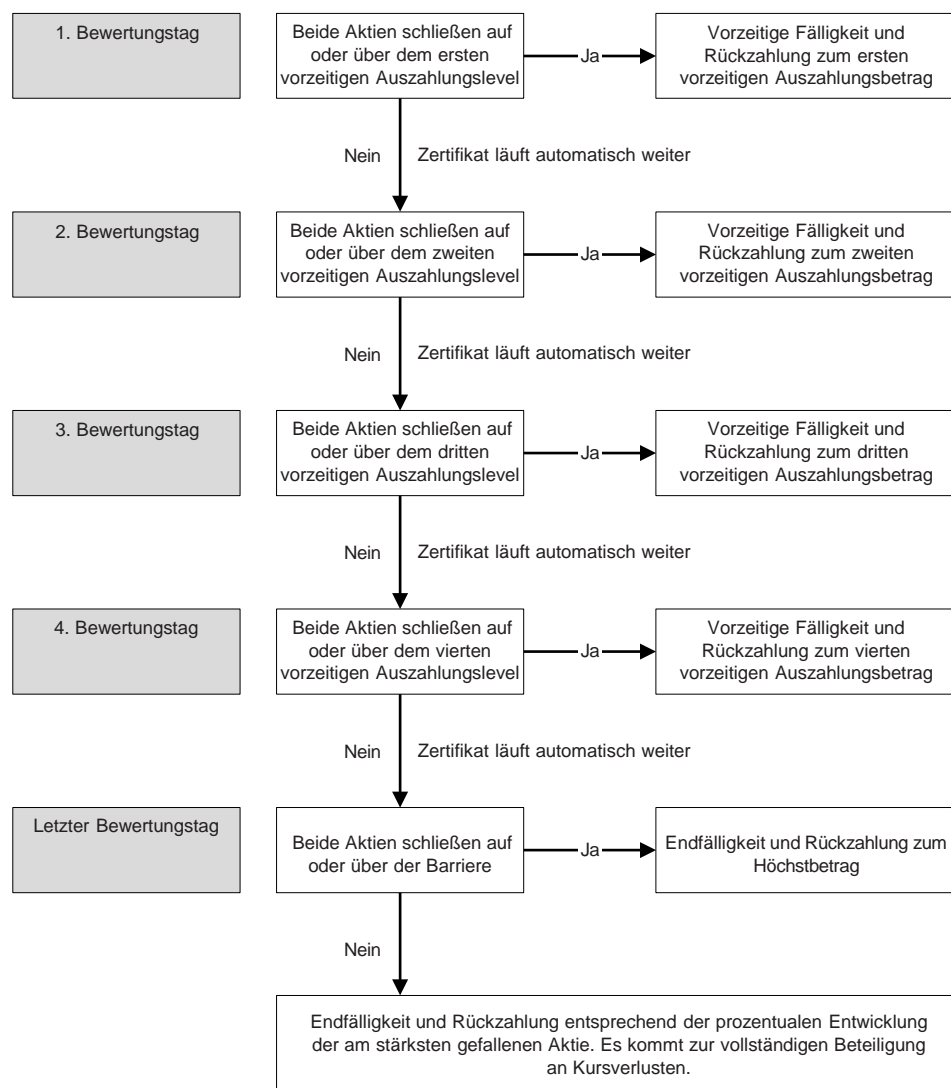 1. Bewertungstag
Beide Aktien schließen auf
oder über dem ersten
vorzeitigen Auszahlungslevel
Ja
Vorzeitige Fälligkeit und
Rückzahlung zum ersten
vorzeitigen Auszahlungsbetrag
Nein
Zertifikat läuft automatisch weiter
2. Bewertungstag
Beide Aktien schließen auf
oder über dem zweiten
vorzeitigen Auszahlungslevel
Ja
Vorzeitige Fälligkeit und
Rückzahlung zum zweiten
vorzeitigen Auszahlungsbetrag
Nein
Zertifikat läuft automatisch weiter
3. Bewertungstag
Beide Aktien schließen auf
oder über dem dritten
vorzeitigen Auszahlungslevel
Ja
Vorzeitige Fälligkeit und
Rückzahlung zum dritten
vorzeitigen Auszahlungsbetrag
Nein
Zertifikat läuft automatisch weiter
4. Bewertungstag
Beide Aktien schließen auf
oder über dem vierten
vorzeitigen Auszahlungslevel
Ja
Vorzeitige Fälligkeit und
Rückzahlung zum vierten
vorzeitigen Auszahlungsbetrag
Nein
Zertifikat läuft automatisch weiter
Letzter Bewertungstag
Beide Aktien schließen auf
oder über der Barriere
Ja
Endfälligkeit und Rückzahlung zum
Höchstbetrag
Nein
Endfälligkeit und Rückzahlung entsprechend der prozentualen Entwicklung
der am stärksten gefallenen Aktie. Es kommt zur vollständigen Beteiligung
an Kursverlusten.